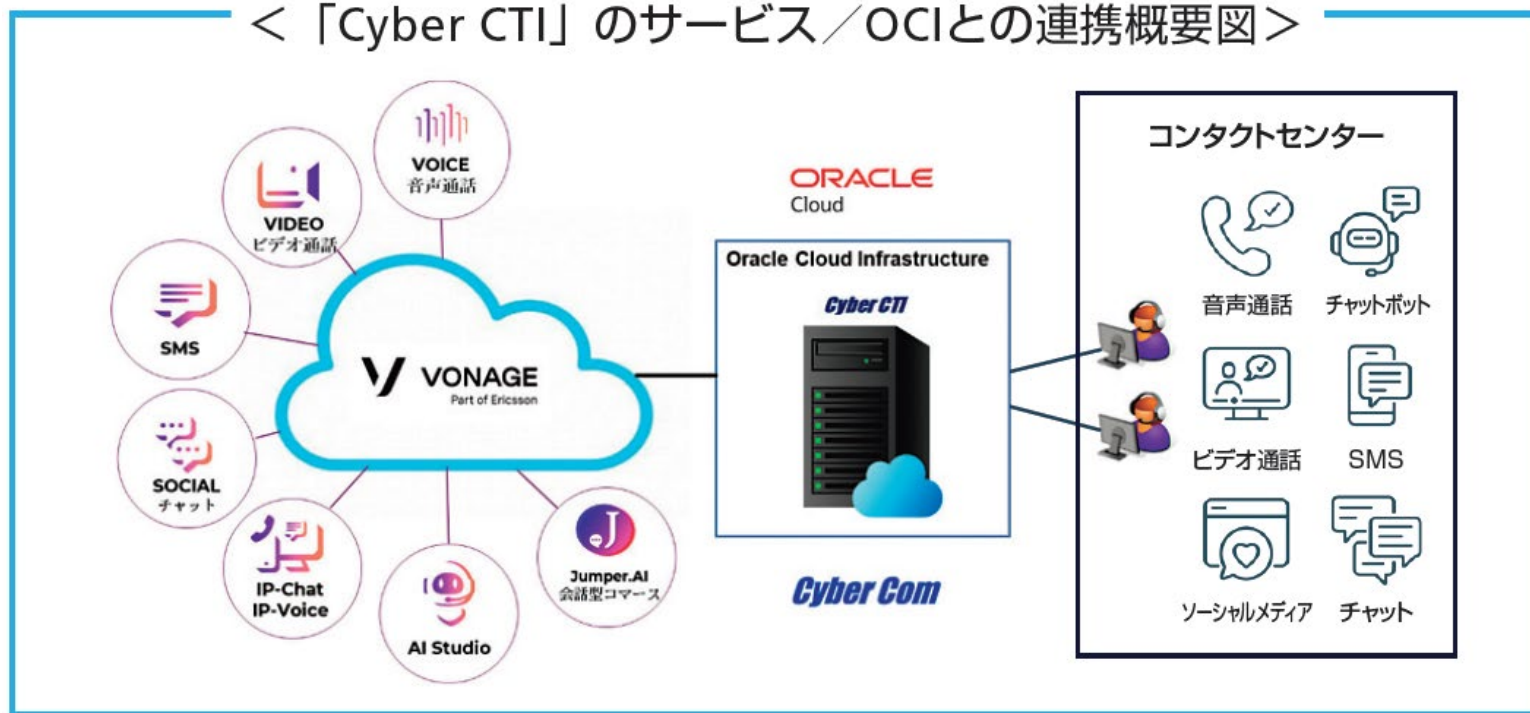 ＜「Cyber CTI」のサービス／OCIとの連携概要図＞
VOICE
音声通話
VIDEO
ビデオ通話
SMS
SOCIAL
チャット
IP-Chat
IP-Voice
AI Studio
Jumper.AI
会話型コマース
VONAGE
Part of Ericsson
ORACLE
Cloud
Oracle Cloud Infrastructure
Cyber CTI
Cyber Com
コンタクトセンター
音声通話
チャットボット
ビデオ通話
SMS
ソーシャルメディア
チャット